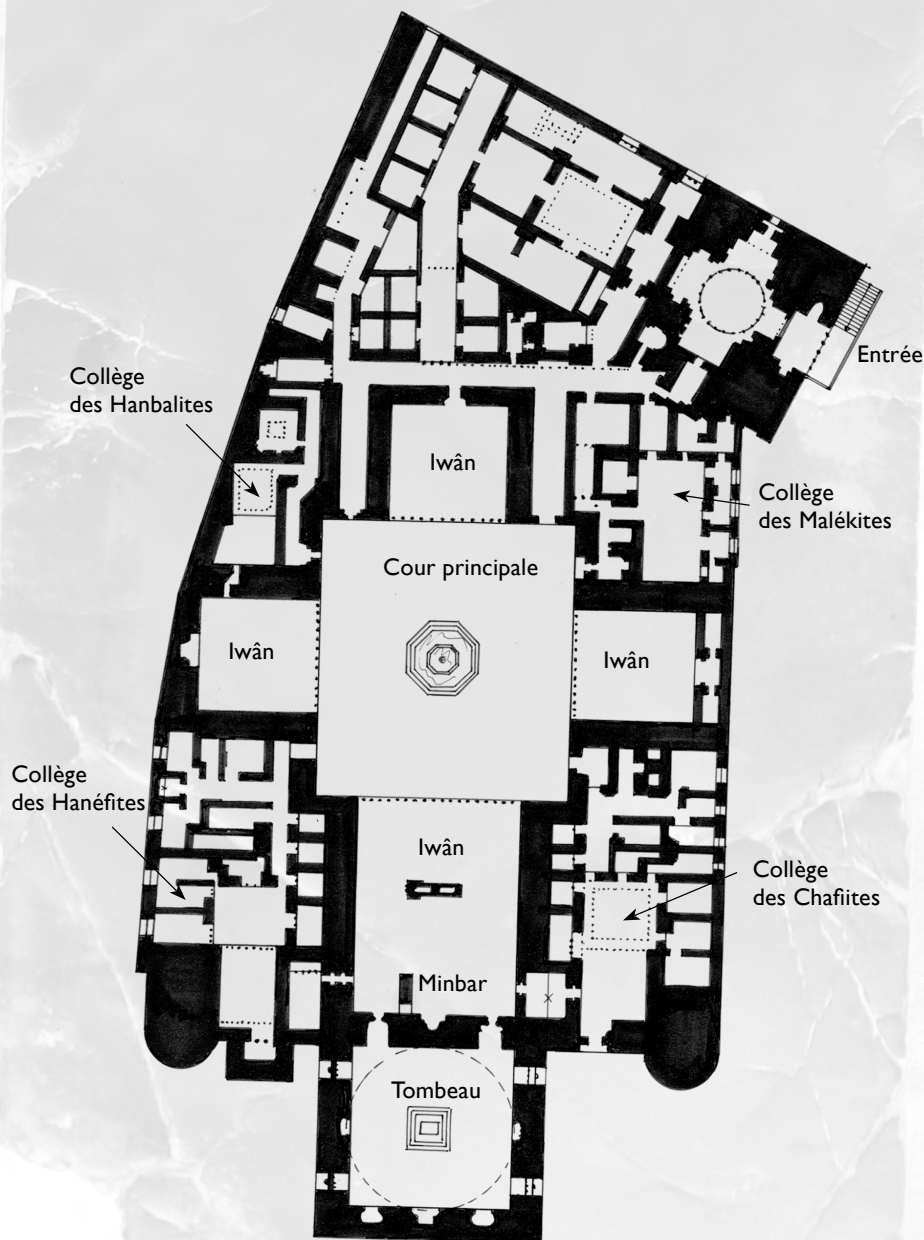 Entrée
Collège
des Hanbalites
Iwân
Collège
des Malékites
Cour principale
Iwân
Iwân
Collège
des Hanéfites
Iwân
Collège
des Chafiites
Minbar
Tombeau